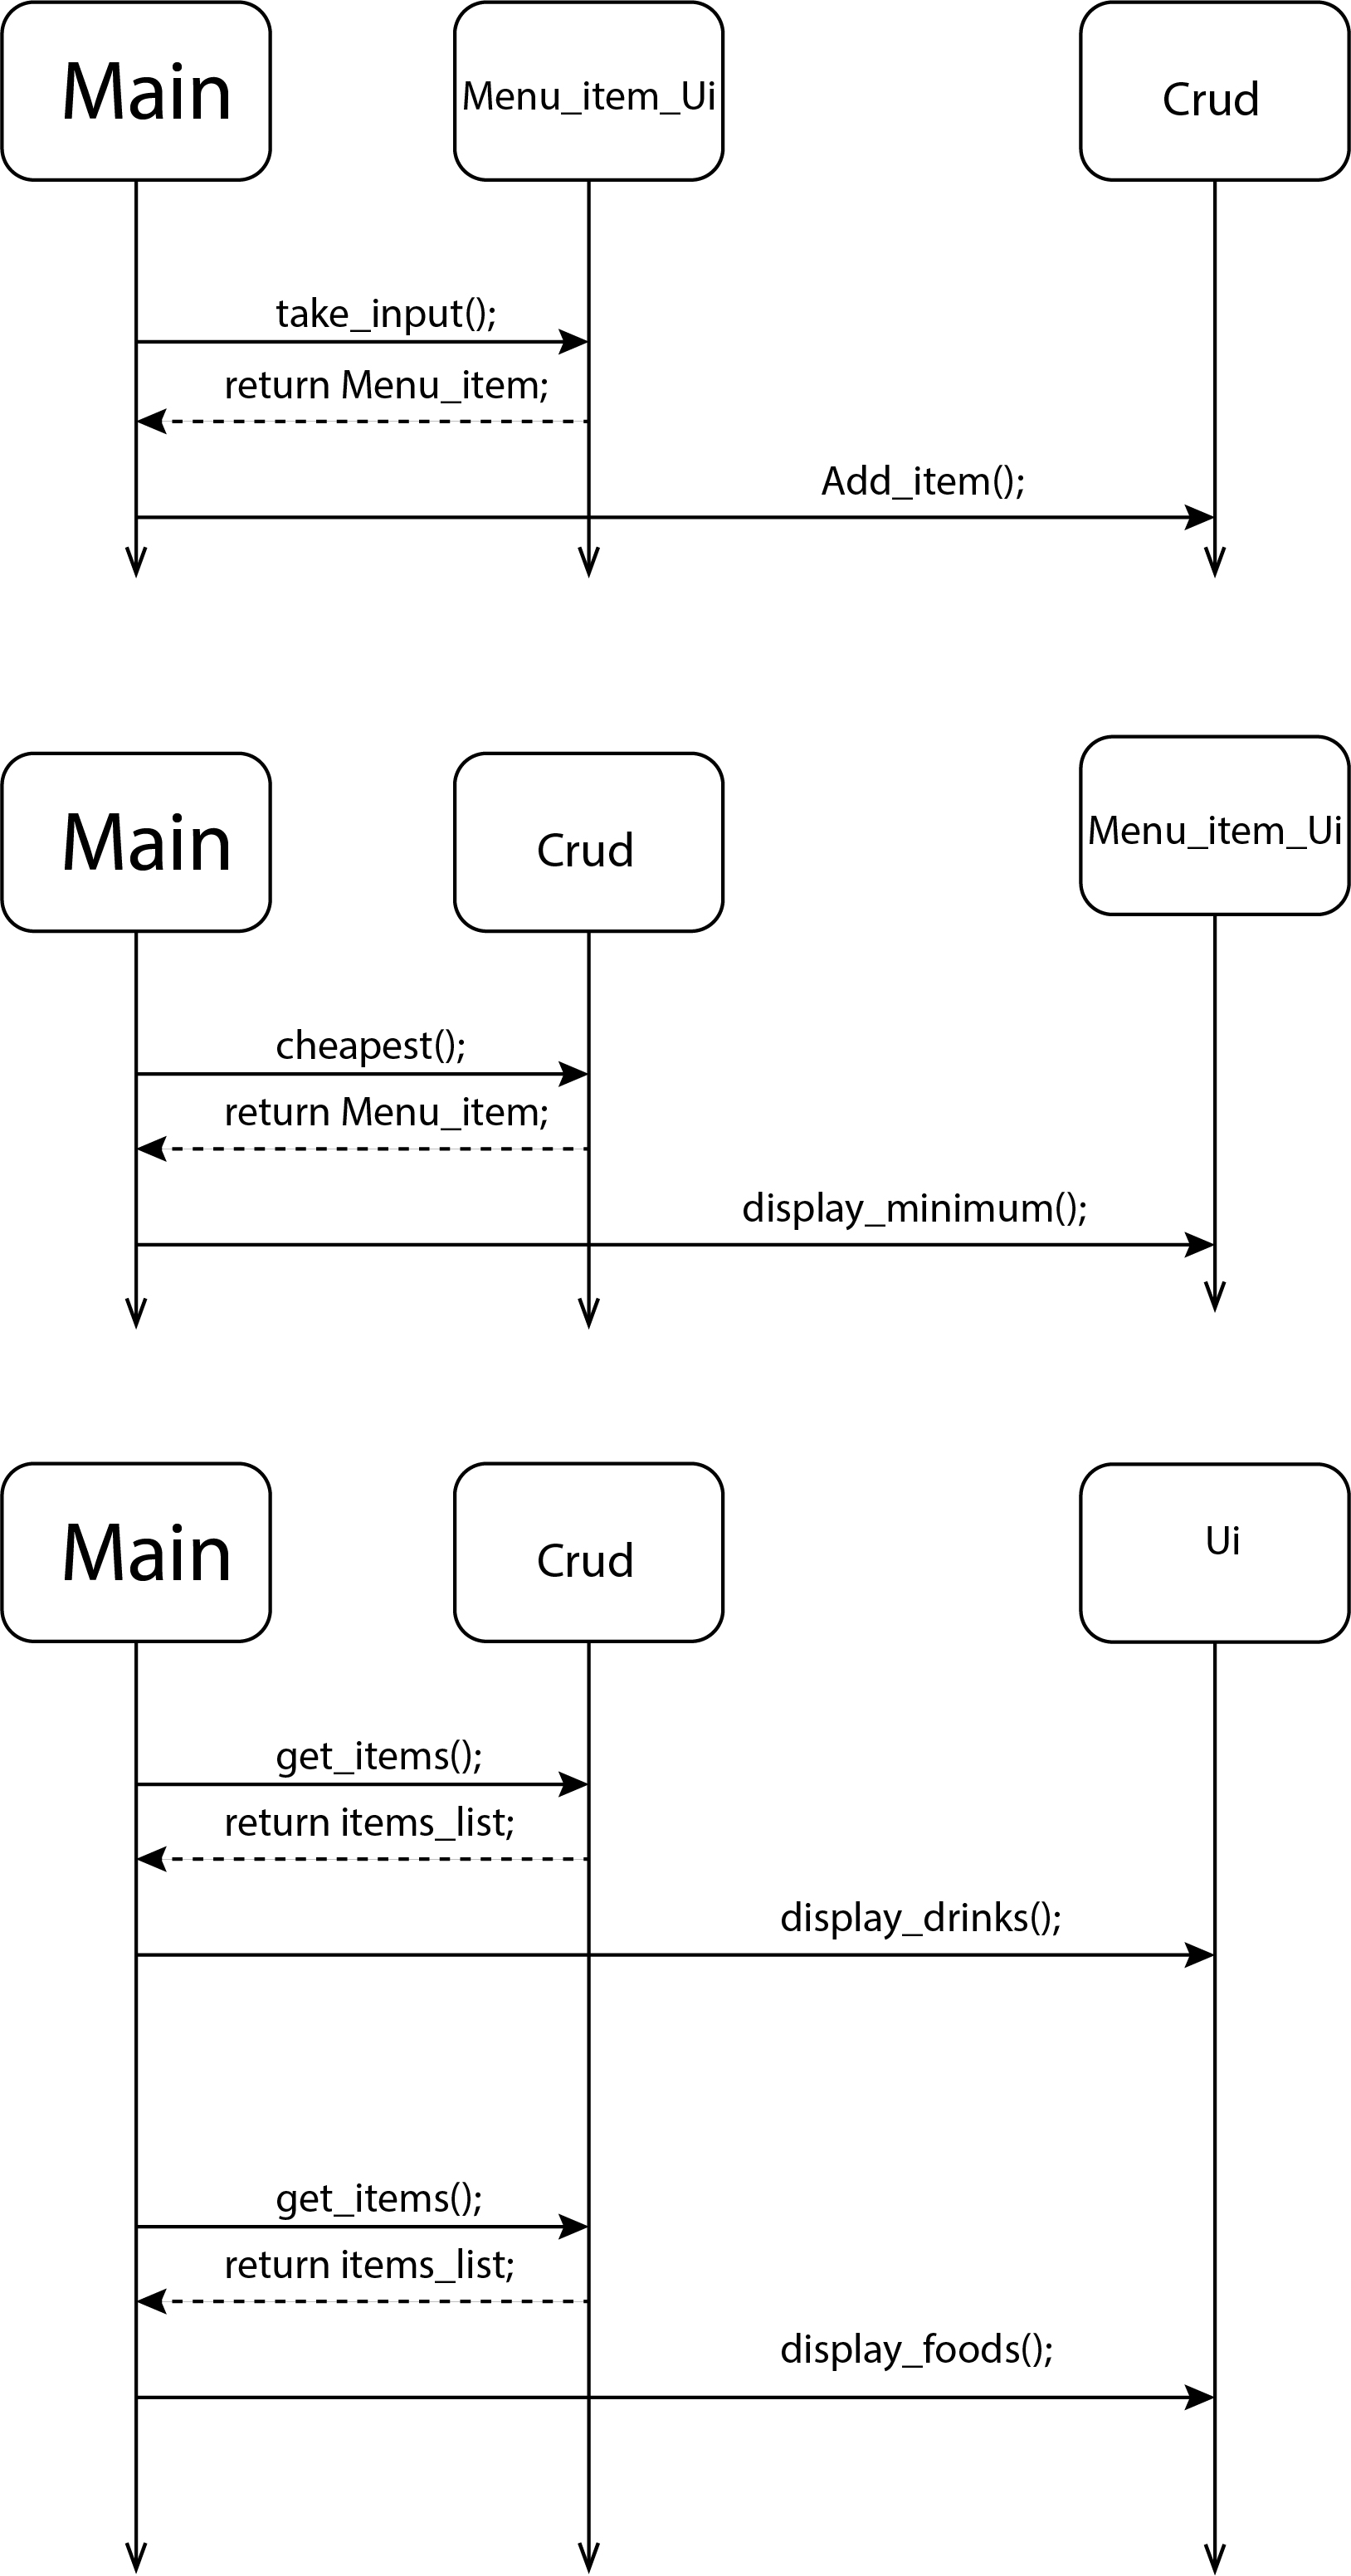 Main
Menu_item_Ui
Crud
take_input();
return Menu_item;
Add_item();
Main
Crud
Menu_item_Ui
cheapest();
return Menu_item;
display_minimum();
Main
Crud
Ui
get_items();
return items_list;
display_drinks();
get_items();
return items_list;
display_foods();